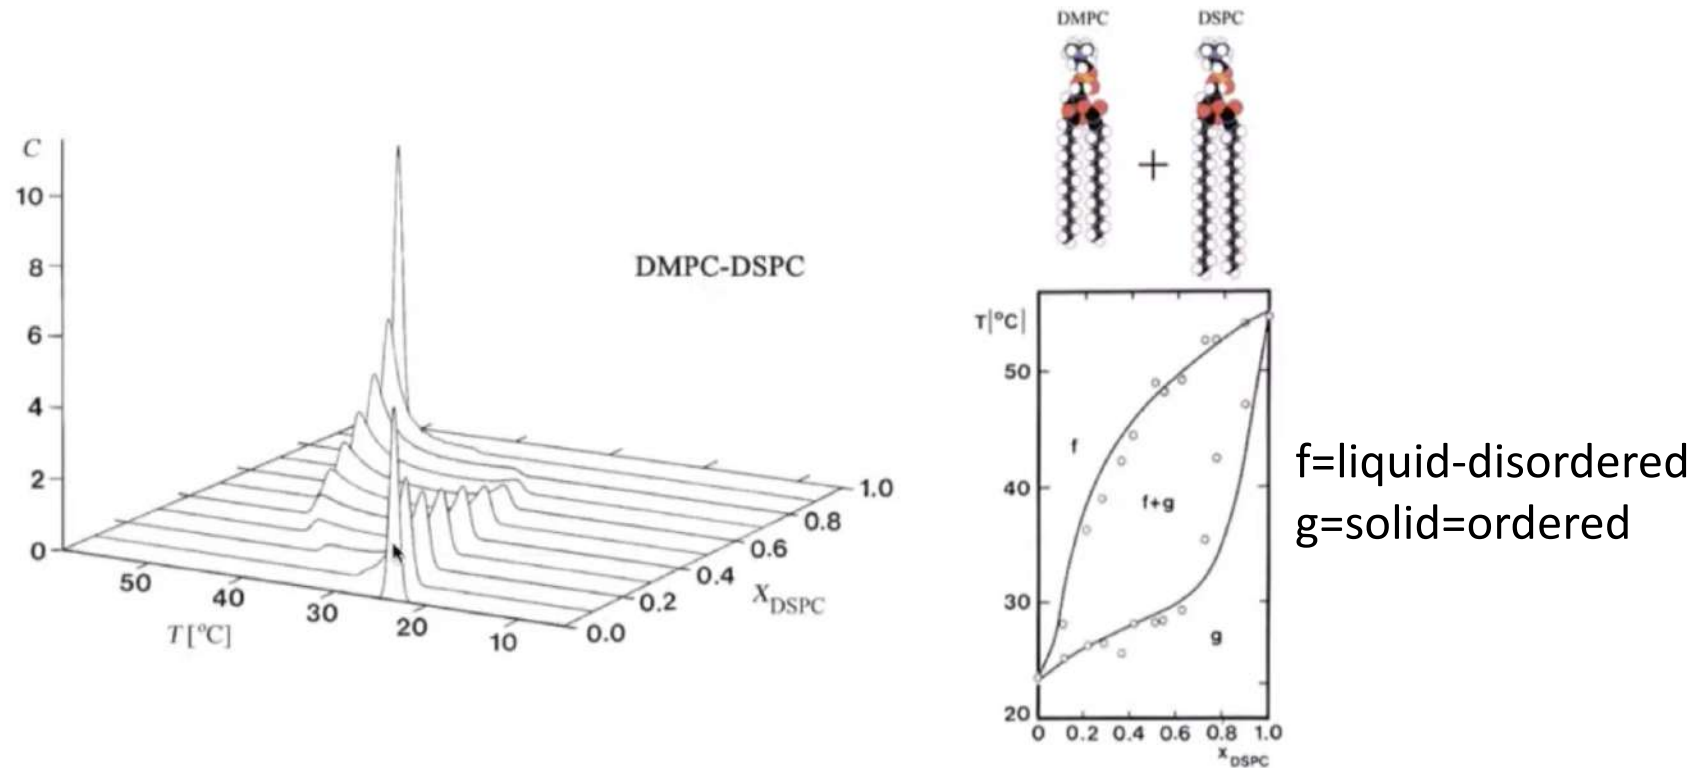 C
10
8
6
4
2
0
50
40
30
20
10
T[°C]
0.0
0.2
0.4
0.6
0.8
1.0
X DSPC
DMPC-DSPC
DMPC
DSPC
+
T|°C|
50
40
30
20
f
f+g
g
0 0.2 0.4 0.6 0.8 1.0
X DSPC
f=liquid-disordered
g=solid=ordered